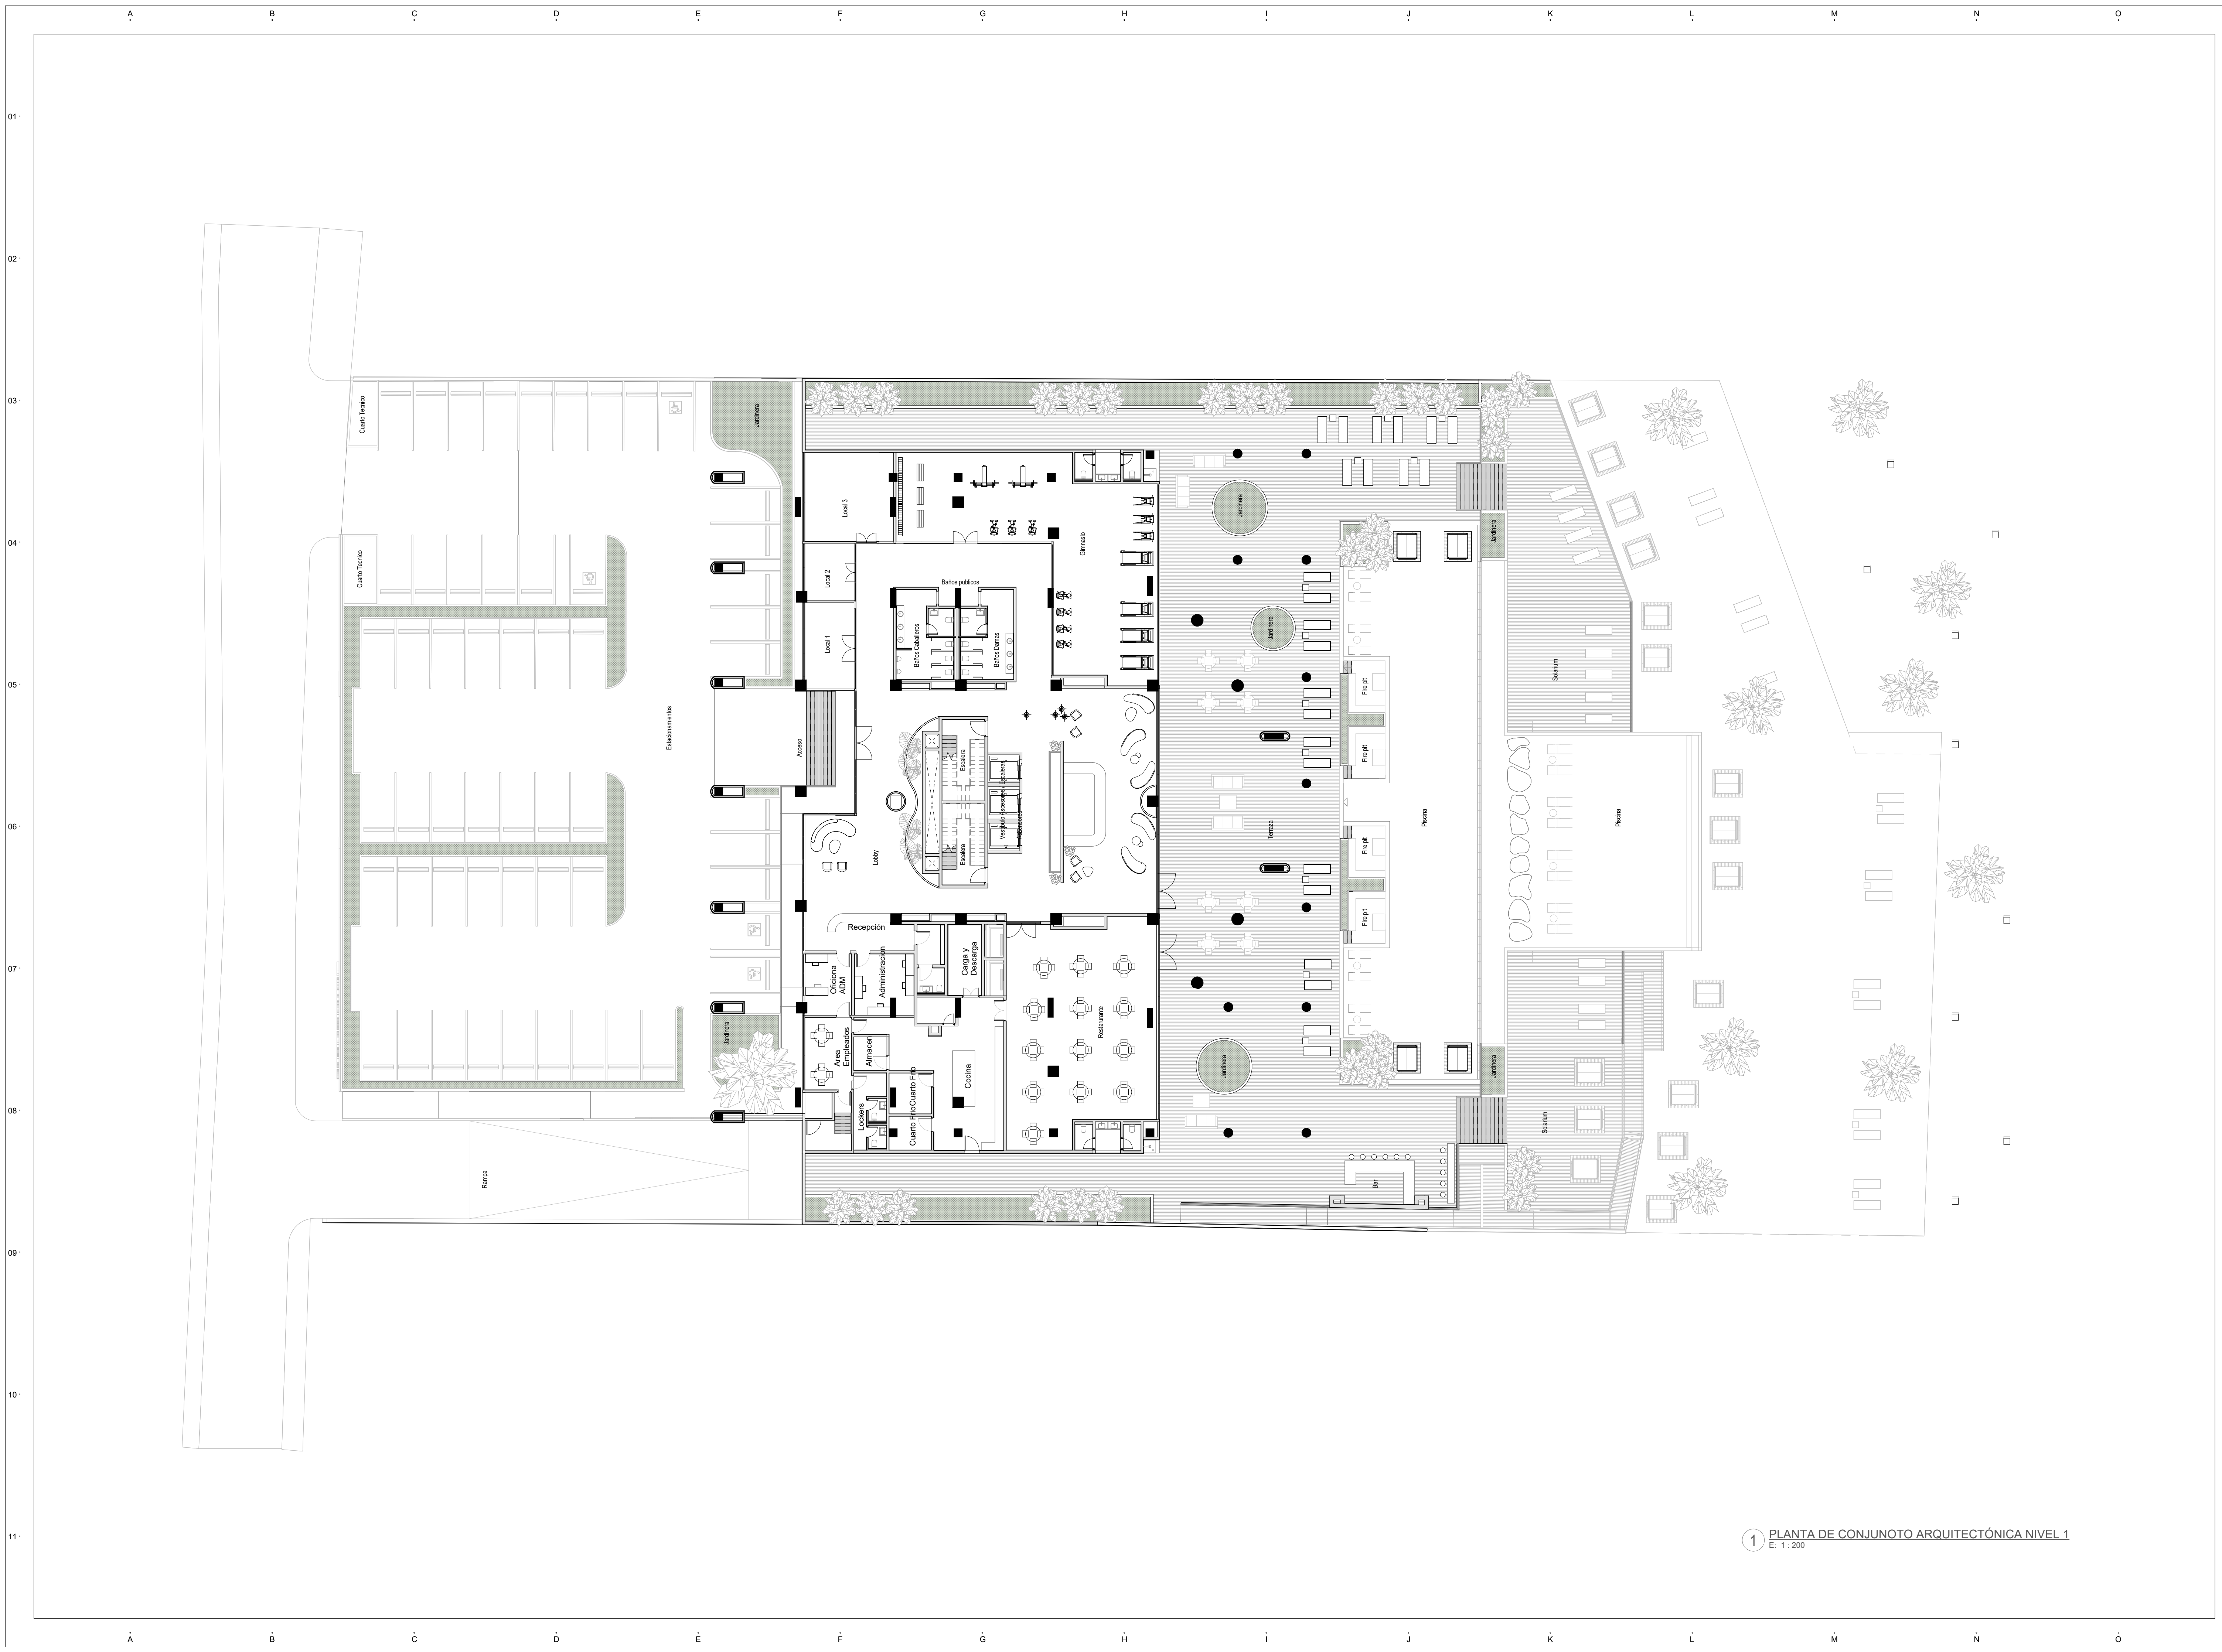 A B C D E F G H I J K L M N O
01
02
03
04
05
06
07
08
09
10
11
Cuarto Tecnico
Jardinera
Cuarto Tecnico
Estacionamientos
Acceso
Jardinera
Rampa
Local 3
Local 2
Local 1
Baños publicos
Baños Caballeros
Baños Damas
Gimnasio
Escalera
Escalera
Lobby
Recepción
Oficiona
ADM
Administracion
Carga y
Descarga
Area
Empleados
Almacen
Lockers
Cuarto Frio
Cuarto Frio
Cocina
Restarurante
Jardinera
Jardinera
Terraza
Jardinera
Fire pit
Fire pit
Fire pit
Fire pit
Piscina
Bar
Jardinera
Jardinera
Solarium
Piscina
Solarium
1
PLANTA DE CONJUNOTO ARQUITECTÓNICA NIVEL 1
E: 1 : 200
A B C D E F G H I J K L M N O